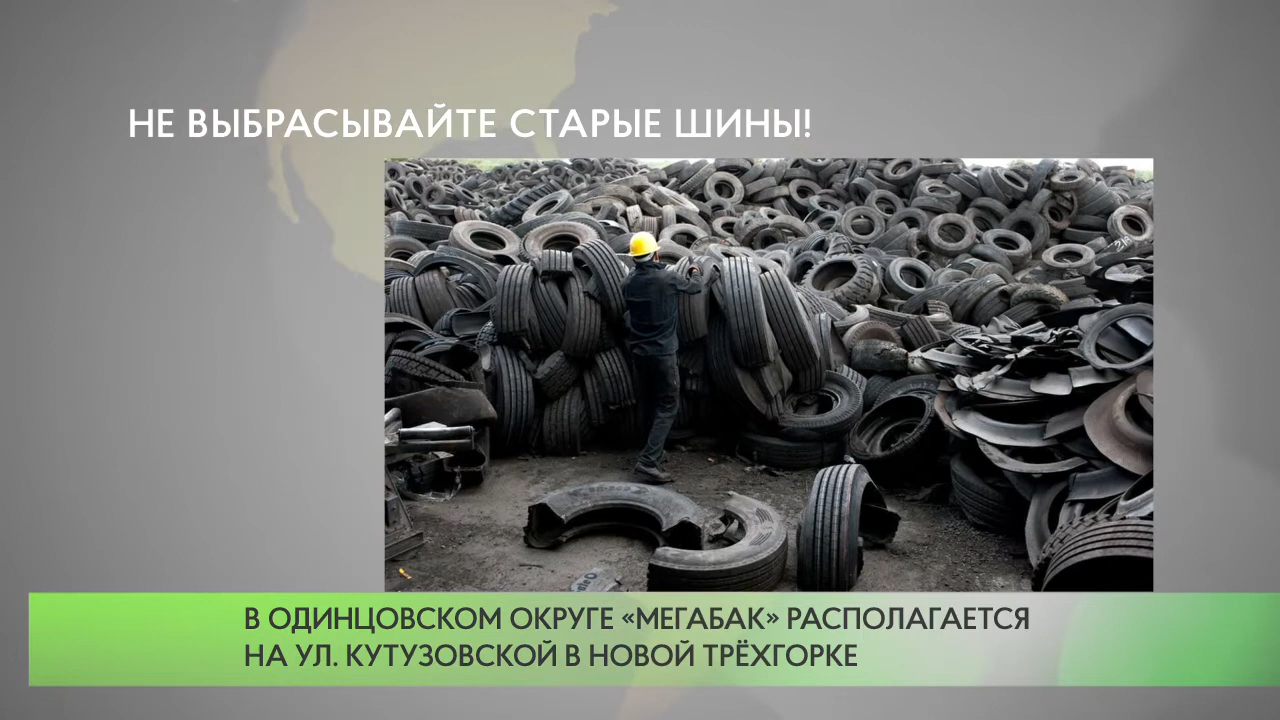 НЕ ВЫБРАСЫВАЙТЕ СТАРЫЕ ШИНЫ!
В ОДИНЦОВСКОМ ОКРУГЕ «МЕГАБАК» РАСПОЛАГАЕТСЯ
НА УЛ. КУТУЗОВСКОЙ В НОВОЙ ТРЁХГОРКЕ